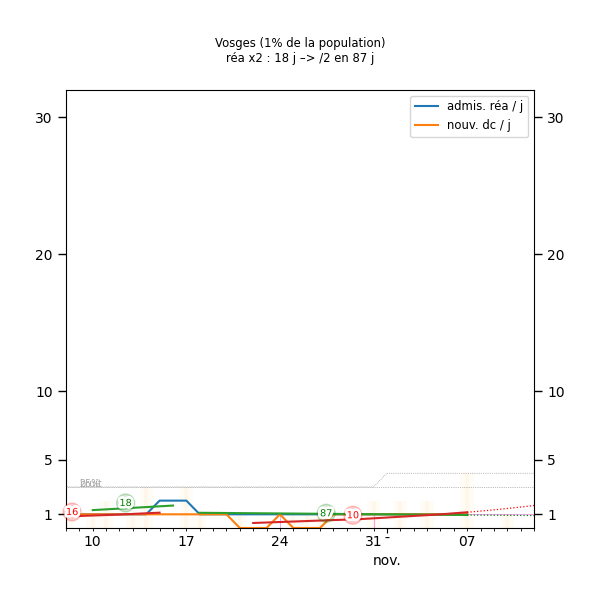 Vosges (1% de la population)
réa x2 : 18 j –> /2 en 87 j
admis. réa / j
nouv. dc / j
30 30
20 20
10 10
5 5
18
16 87 10
1 1
10 17 24 31 07
nov.